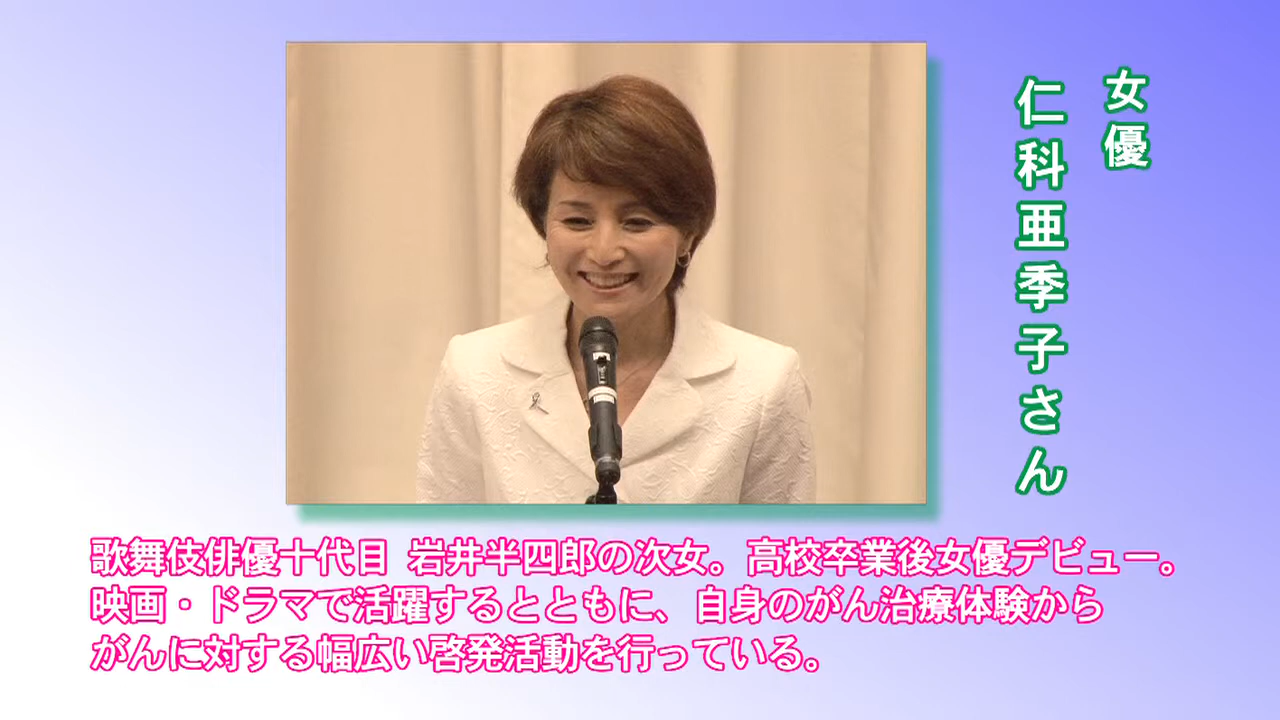 女優
仁科亜季子さん
歌舞伎俳優十代目 岩井半四郎の次女。高校卒業後女優デビュー。
映画・ドラマで活躍するとともに、自身のがん治療体験から
がんに対する幅広い啓発活動を行っている。